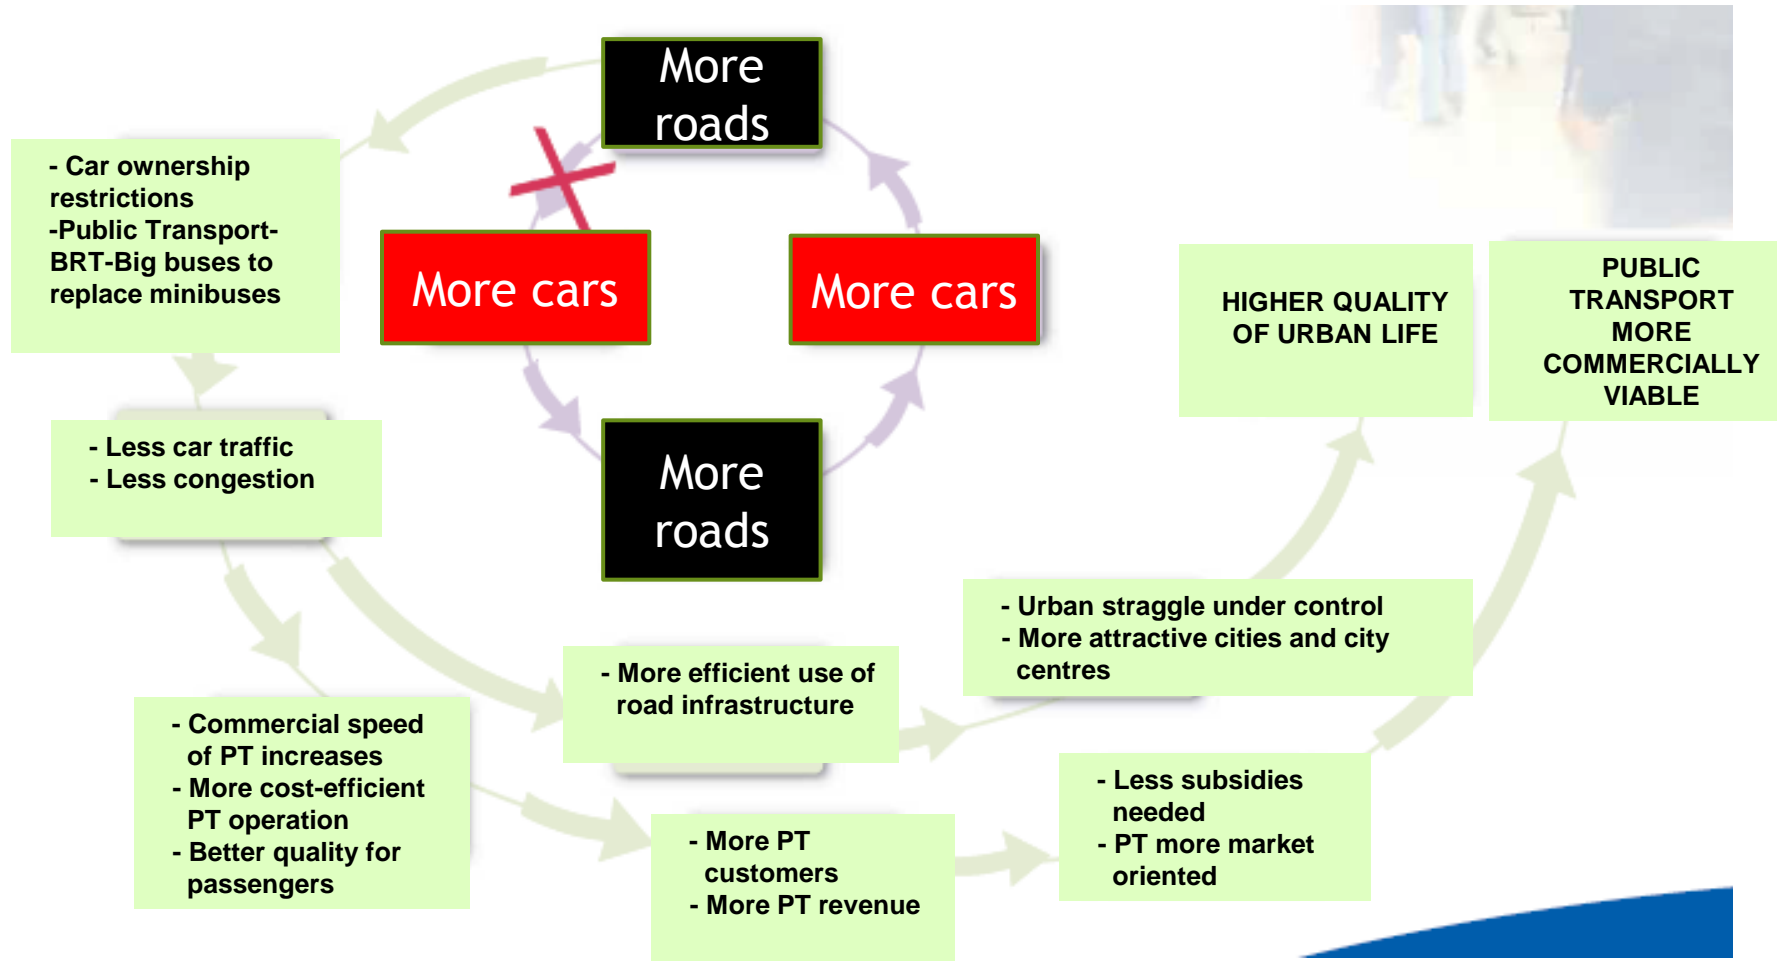 More
roads
- Car ownership
restrictions
-Public Transport-
BRT-Big buses to
replace minibuses
More cars
More cars
HIGHER QUALITY
OF URBAN LIFE
PUBLIC
TRANSPORT
MORE
COMMERCIALLY
VIABLE
- Less car traffic
- Less congestion
More
roads
- Urban straggle under control
- More attractive cities and city
centres
- More efficient use of
road infrastructure
- Commercial speed
of PT increases
- More cost-efficient
PT operation
- Better quality for
passengers
- More PT
customers
- More PT revenue
- Less subsidies
needed
- PT more market
oriented